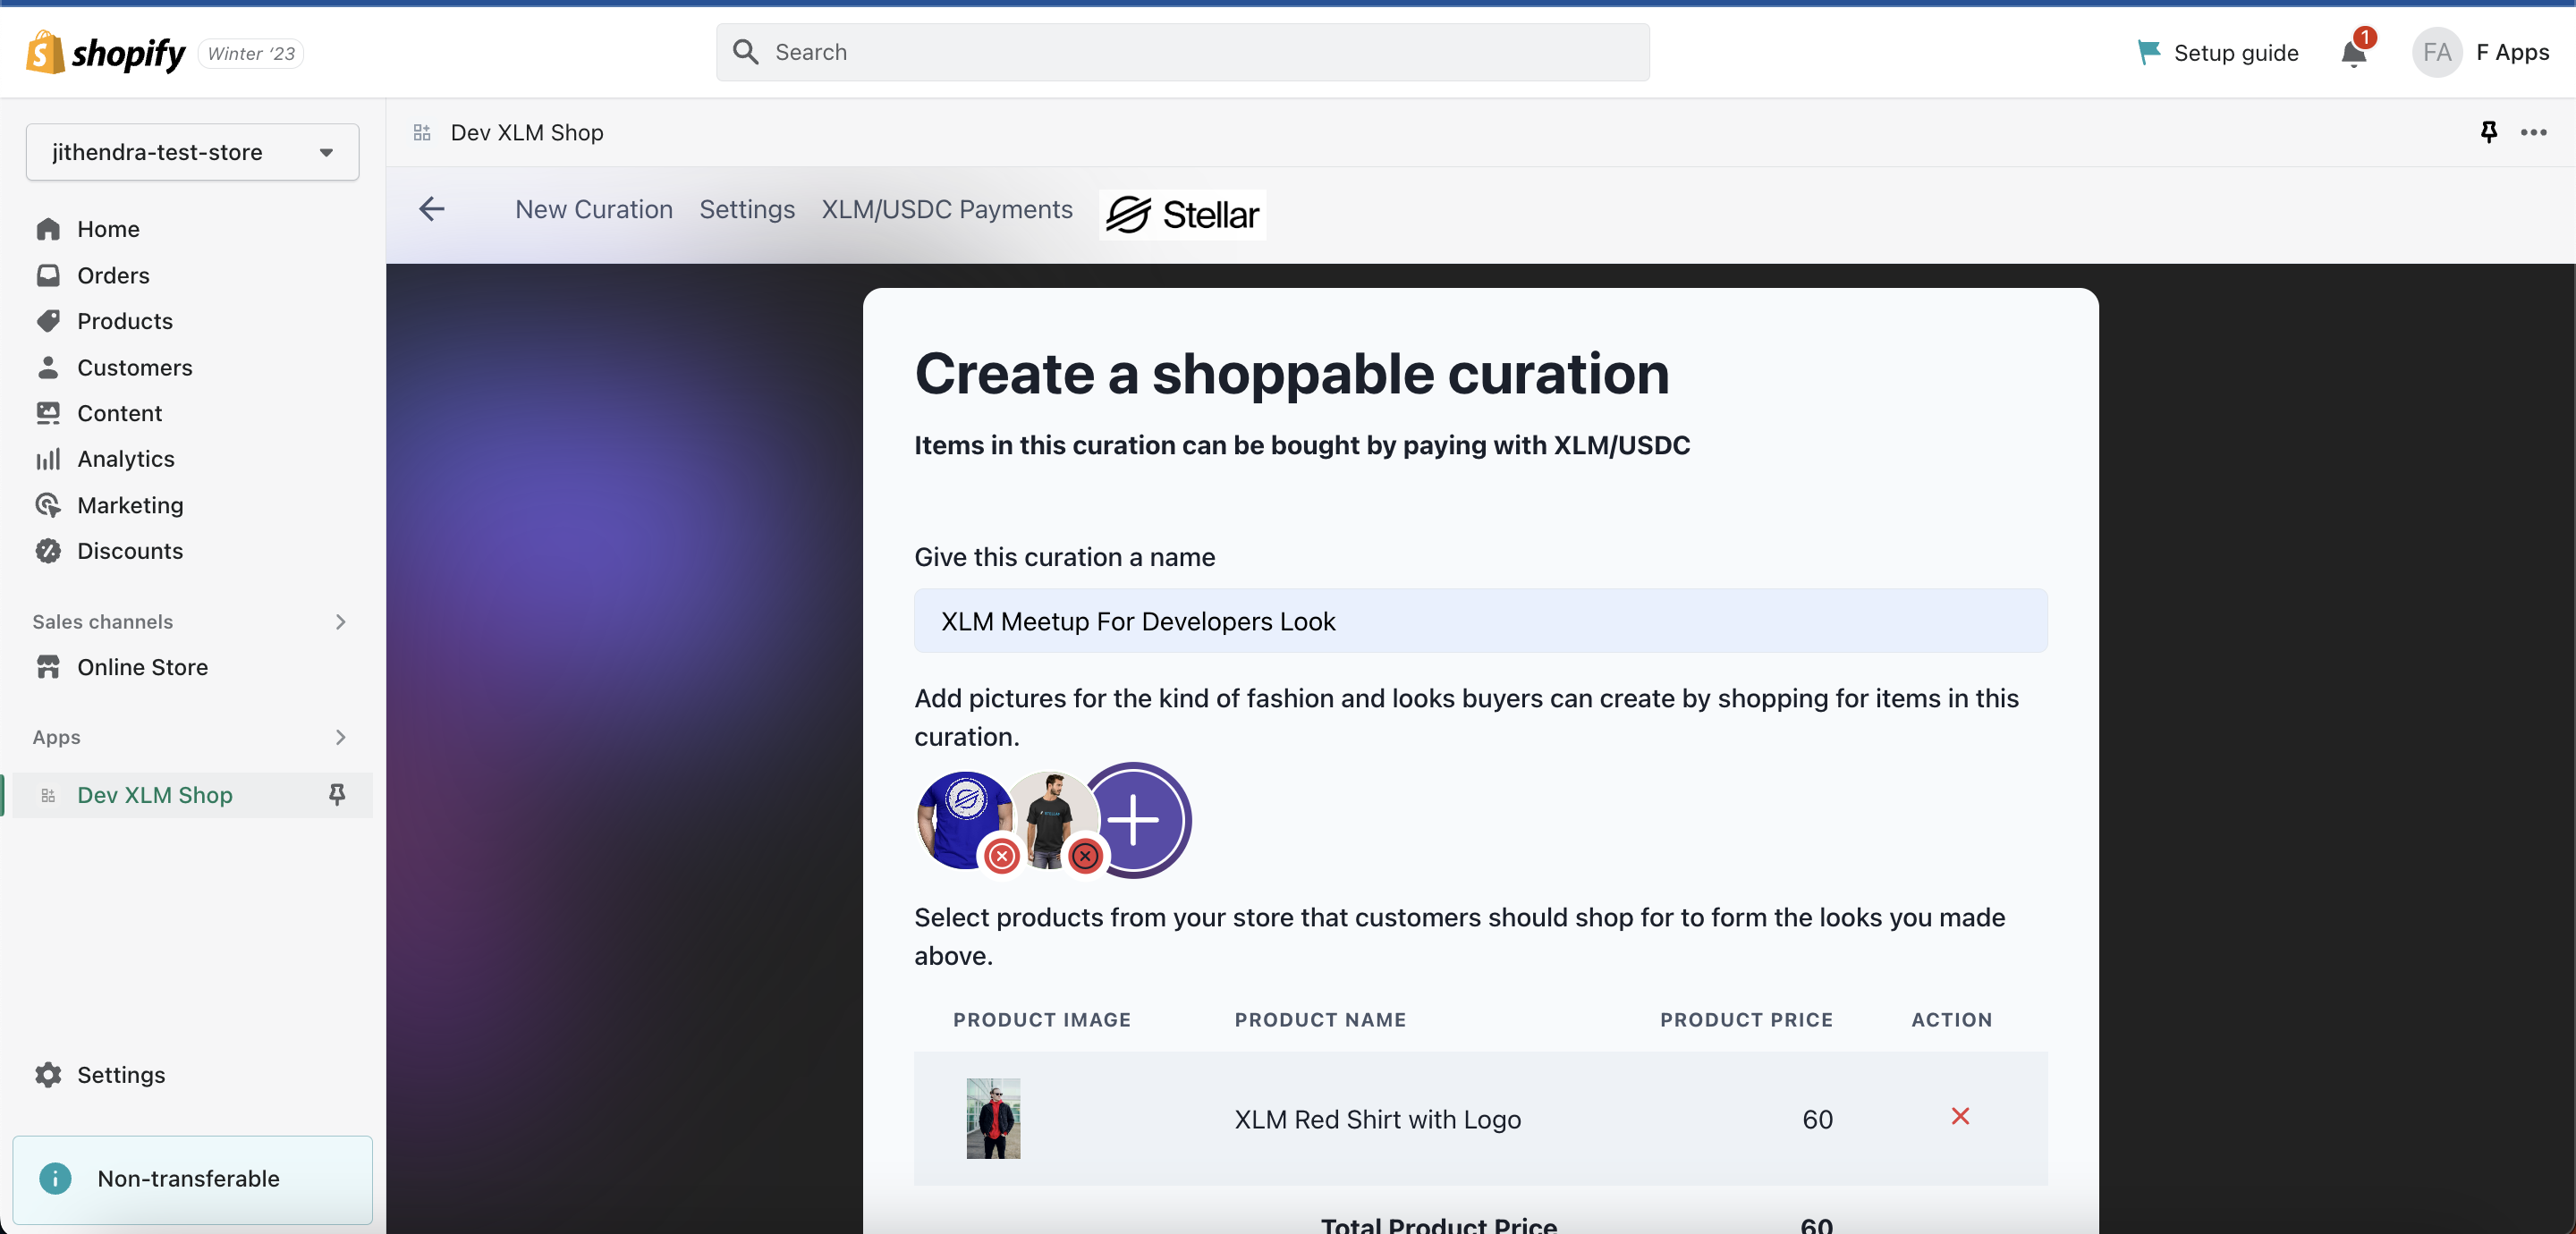 shopify
Winter ‘23
Search
Setup guide
1
FA
F Apps
jithendra-test-store
Home
Orders
Products
Customers
Content
Analytics
Marketing
Discounts
Sales channels
Online Store
Apps
Dev XLM Shop
Settings
Non-transferable
Dev XLM Shop
New Curation
Settings
XLM/USDC Payments
Stellar
Create a shoppable curation
Items in this curation can be bought by paying with XLM/USDC
Give this curation a name
XLM Meetup For Developers Look
Add pictures for the kind of fashion and looks buyers can create by shopping for items in this
curation.
Select products from your store that customers should shop for to form the looks you made
above.
PRODUCT IMAGE PRODUCT NAME PRODUCT PRICE ACTION
XLM Red Shirt with Logo 60
Total Product Price 60